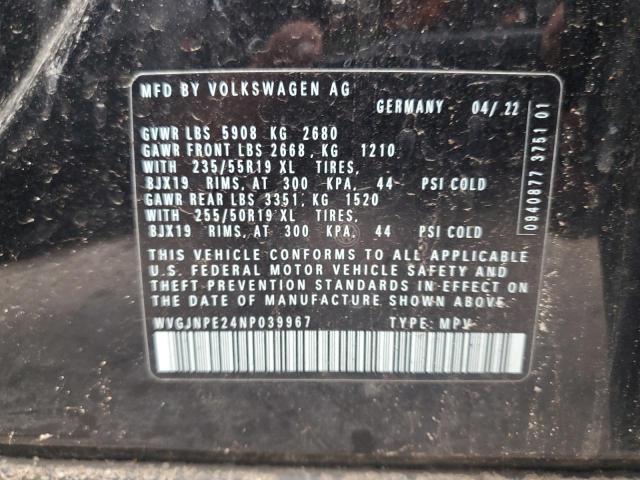 MFD BY VOLKSWAGEN AG
GERMANY 04/ 22
GVWR LBS 5908 KG 2680
GAWR FRONT LBS 2668, KG 1210
WITH 235/55R19 XL TIRES,
BJX19 RIMS, AT 300 KPA, 44 PSI COLD
GAWR REAR LBS 3351, KG 1520
WITH 255/50R19 XL TIRES,
BJX19 RIMS, AT 300 KPA, 44 PSI COLD
THIS VEHICLE CONFORMS TO ALL APPLICABLE
U.S. FEDERAL MOTOR VEHICLE SAFETY AND
THEFT PREVENTION STANDARDS IN EFFECT ON
THE DATE OF MANUFACTURE SHOWN ABOVE.
WVGJNPE24NP039967 TYPE: MPV
0940877 3751 01